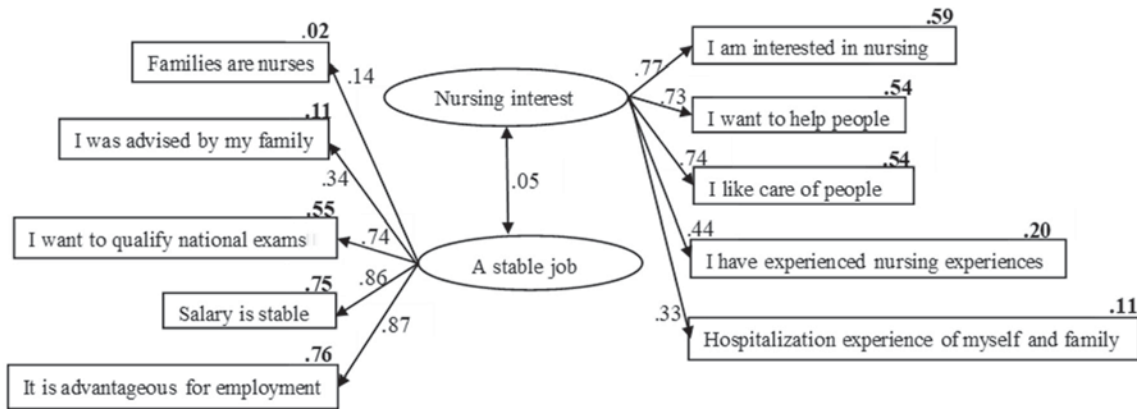 .02
Families are nurses
.14
.11
I was advised by my family
.34
.55
I want to qualify national exams
.74
.75
Salary is stable
.86
.76
It is advantageous for employment
.87
Nursing interest
.05
A stable job
.59
I am interested in nursing
.77
.54
I want to help people
.73
.54
I like care of people
.74
.20
I have experienced nursing experiences
.44
.11
Hospitalization experience of myself and family
.33